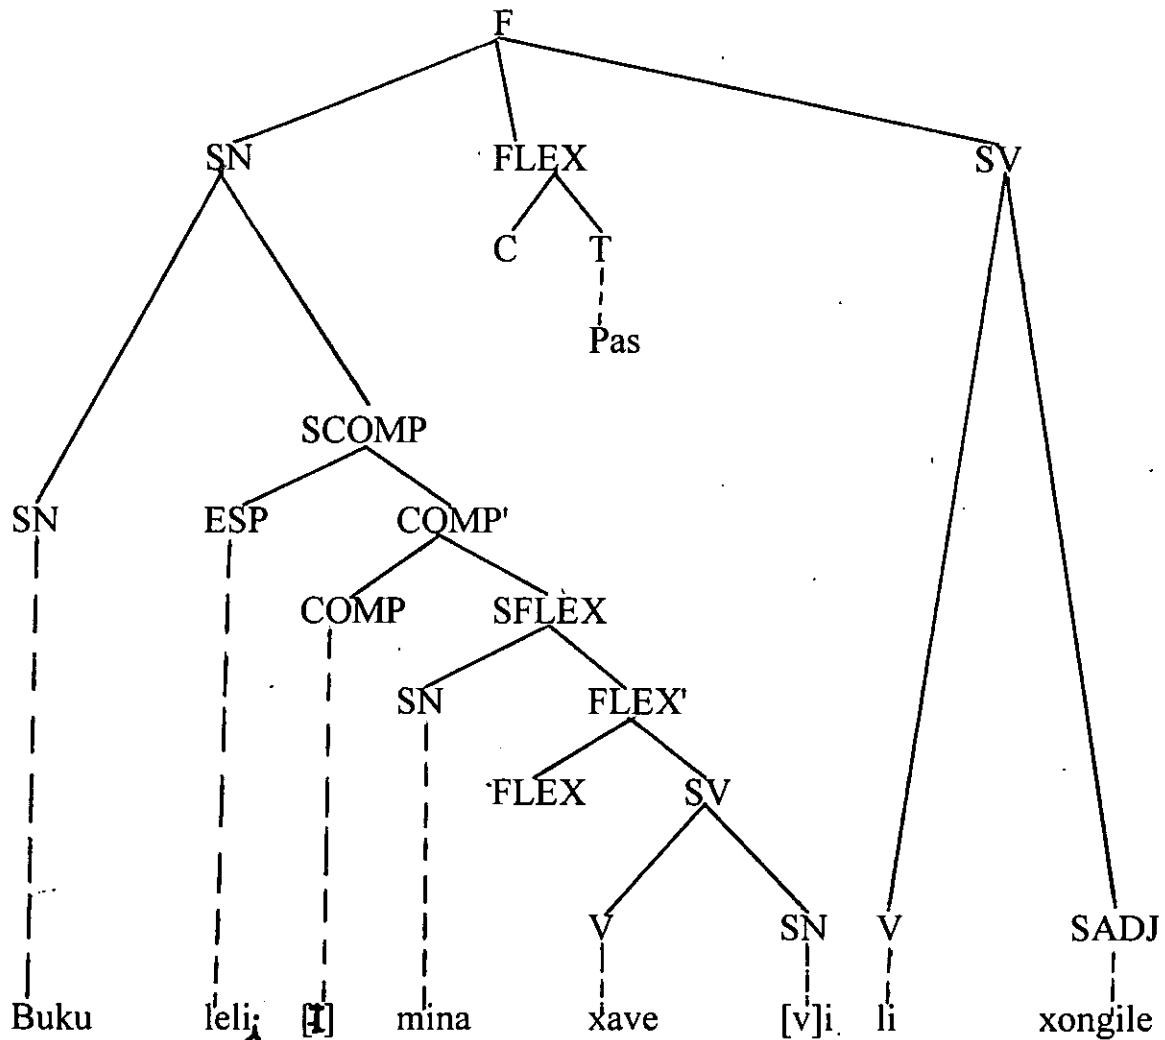 F
SN FLEX SV
C T
Pas
SCOMP
SN ESP COMP'
COMP SFLEX
SN FLEX'
FLEX SV
V SN V SADJ
Buku leli mina xave [v]i li xongile